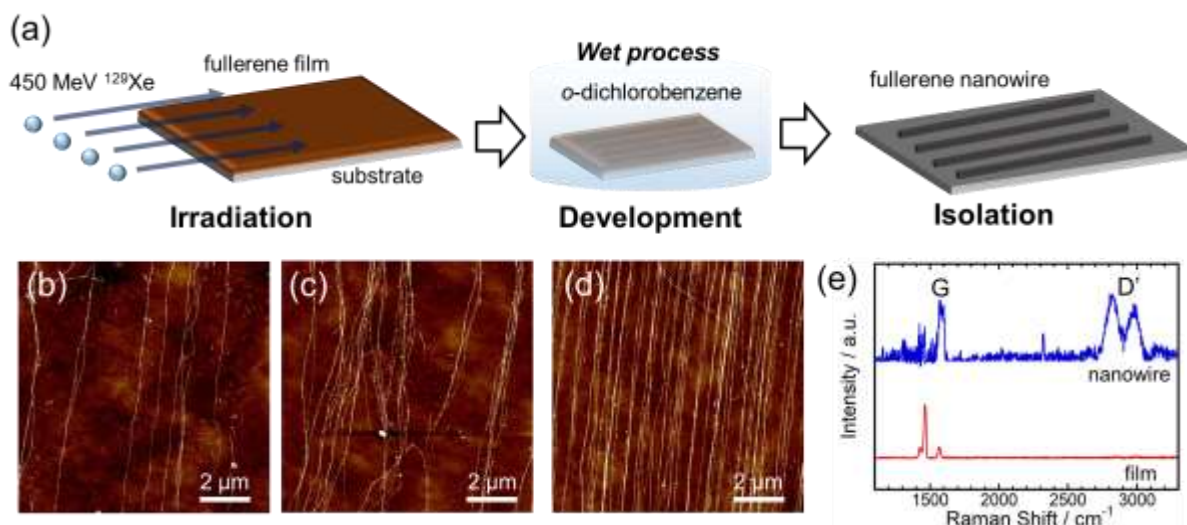 (a)
450 MeV ¹²⁹Xe
fullerene film
substrate
Irradiation
Wet process
o-dichlorobenzene
Development
fullerene nanowire
Isolation
(b)
2 μm
(c)
2 μm
(d)
2 μm
(e)
G
D'
nanowire
film
Intensity / a.u.
1500
2000
2500
3000
Raman Shift / cm⁻¹